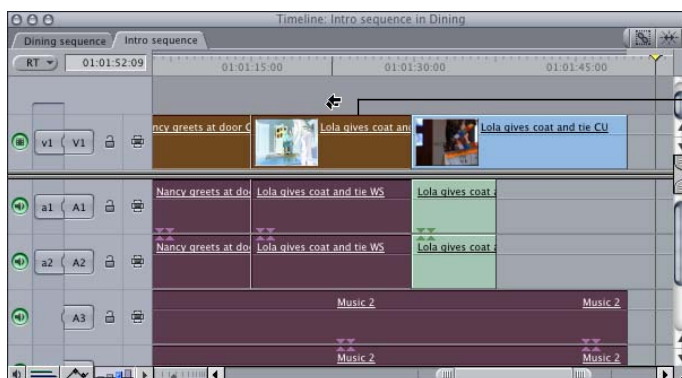 Timeline: Intro sequence in Dining
Dining sequence Intro sequence
RT 01:01:52:09 01:01:15:00 01:01:30:00 01:01:45:00
v1 V1 ncy greets at door C Lola gives coat and Lola gives coat and tie CU
a1 A1 Nancy greets at do Lola gives coat and tie WS Lola gives coat a
a2 A2 Nancy greets at do Lola gives coat and tie WS Lola gives coat a
A3 Music 2 Music 2
Music 2 Music 2